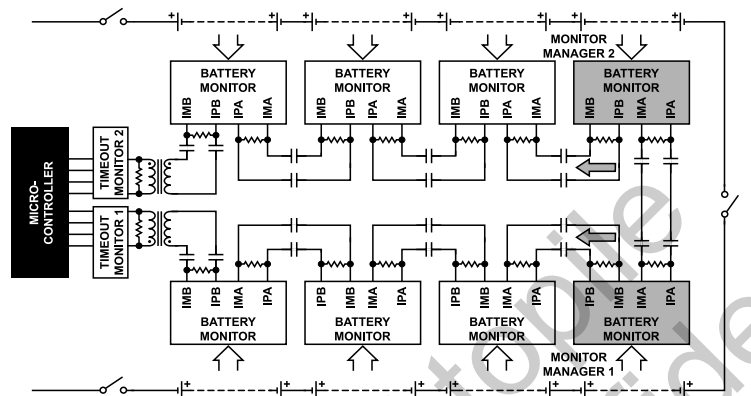 + + + + + + + +
MONITOR
MANAGER 2
BATTERY
MONITOR
IMB IPB IPA IMA
BATTERY
MONITOR
IMB IPB IPA IMA
BATTERY
MONITOR
IMB IPB IPA IMA
BATTERY
MONITOR
IMB IPB IMA IPA
MICRO-
CONTROLLER
TIMEOUT
MONITOR 2
TIMEOUT
MONITOR 1
IMB IPB IMA IPA
BATTERY
MONITOR
IPB IMB IMA IPA
BATTERY
MONITOR
IPB IMB IMA IPA
BATTERY
MONITOR
IPB IMB IMA IPA
BATTERY
MONITOR
MONITOR
MANAGER 1
+ + + + + + + +